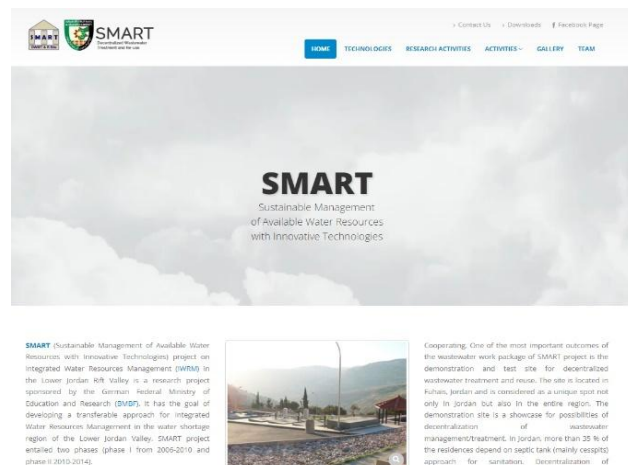 Contact Us Downloads Facebook Page
SMART
Decentralized Wastewater
Treatment and Re-use
HOME TECHNOLOGIES RESEARCH ACTIVITIES ACTIVITIES GALLERY TEAM
SMART
Sustainable Management
of Available Water Resources
with Innovative Technologies
SMART (Sustainable Management of Available Water
Resources with Innovative Technologies) project on
Integrated Water Resources Management (IWRM) in
the Lower Jordan Rift Valley is a research project
sponsored by the German Federal Ministry of
Education and Research (BMBF). It has the goal of
developing a transferable approach for Integrated
Water Resources Management in the water shortage
region of the Lower Jordan Valley. SMART project
entailed two phases (phase I from 2006-2010 and
phase II 2010-2014).
Cooperating. One of the most important outcomes of
the wastewater work package of SMART project is the
demonstration and test site for decentralized
wastewater treatment and reuse. The site is located in
Fuhais, Jordan and is considered as a unique spot not
only in Jordan but also in the entire region. The
demonstration site is a showcase for possibilities of
decentralization of wastewater
management/treatment. In Jordan, more than 35 % of
the residences depend on septic tank (mainly cesspits)
approach for sanitation. Decentralization of